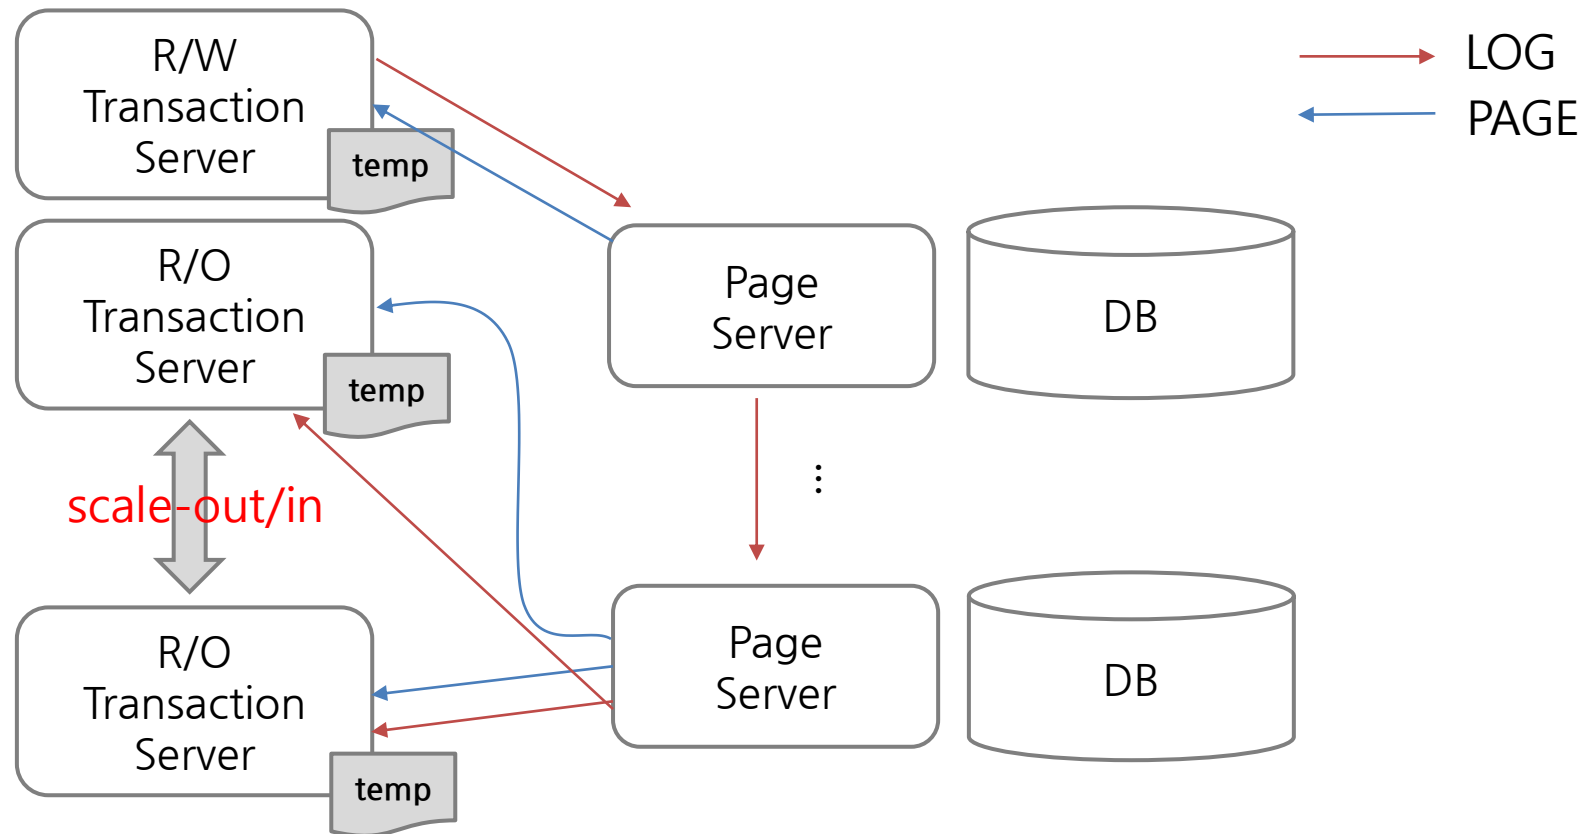 R/W
Transaction
Server
temp
LOG
PAGE
R/O
Transaction
Server
temp
Page
Server
DB
scale-out/in
...
R/O
Transaction
Server
temp
Page
Server
DB